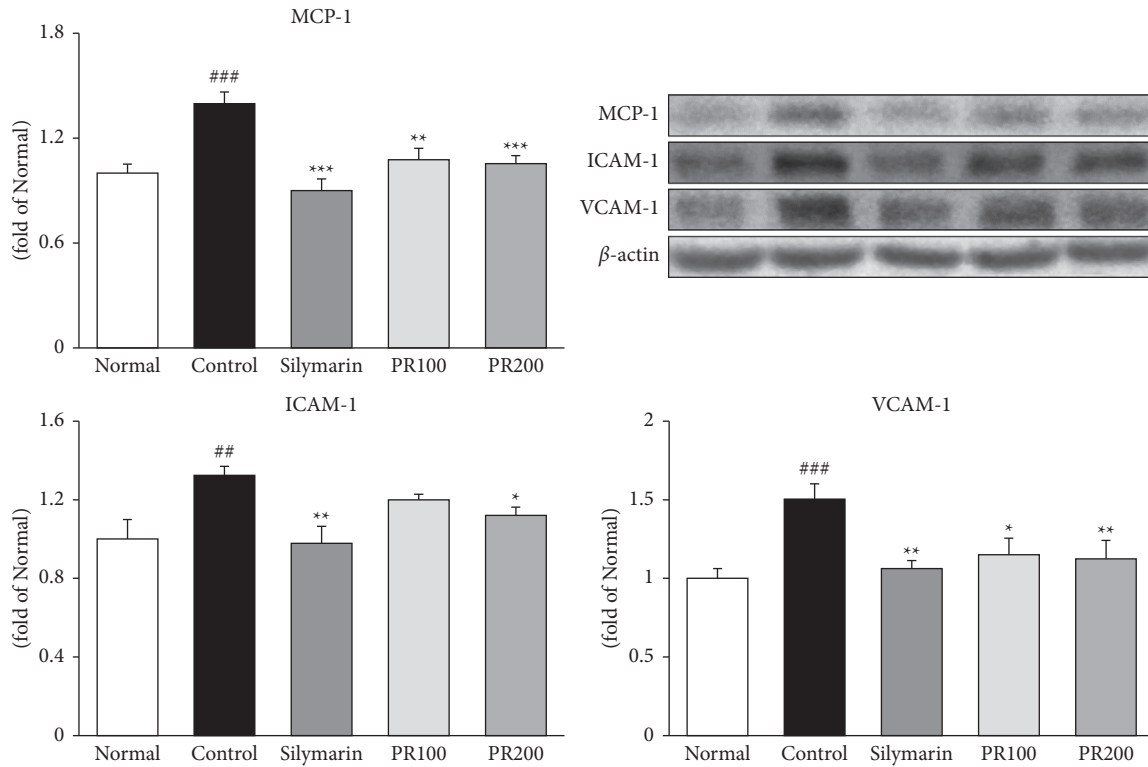 MCP-1
1.8
1.2
0.6
0
(fold of Normal)
###
***
**
***
Normal Control Silymarin PR100 PR200
MCP-1
ICAM-1
VCAM-1
β-actin
ICAM-1
1.6
1.2
0.8
0.4
0
(fold of Normal)
##
**
*
Normal Control Silymarin PR100 PR200
VCAM-1
2
1.5
1
0.5
0
(fold of Normal)
###
**
*
**
Normal Control Silymarin PR100 PR200